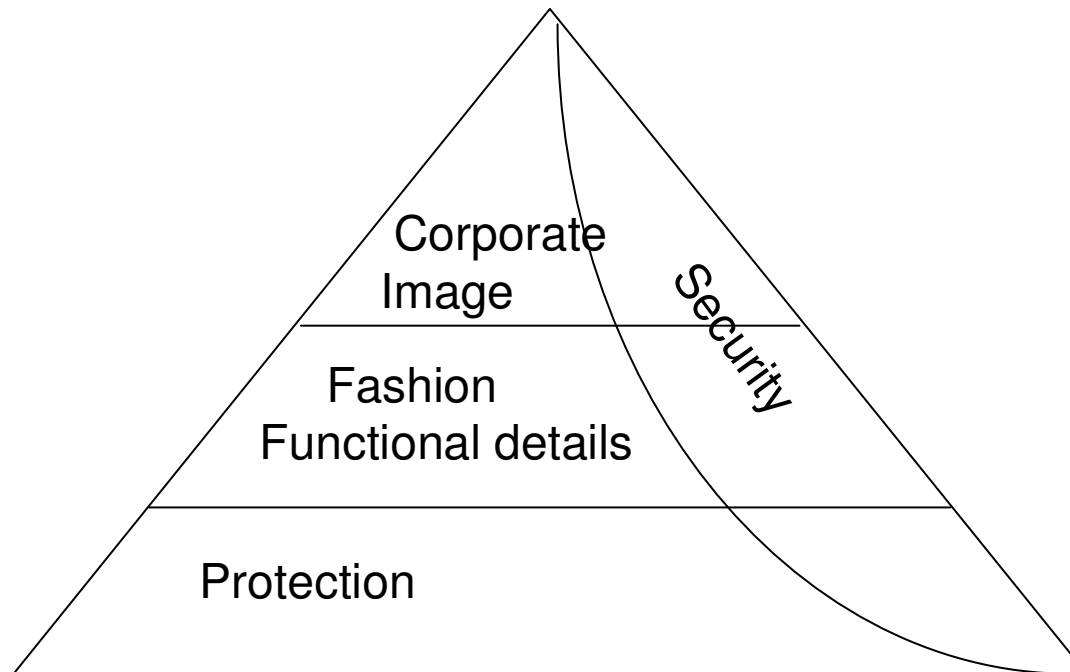 Corporate
Image
Security
Fashion
Functional details
Protection